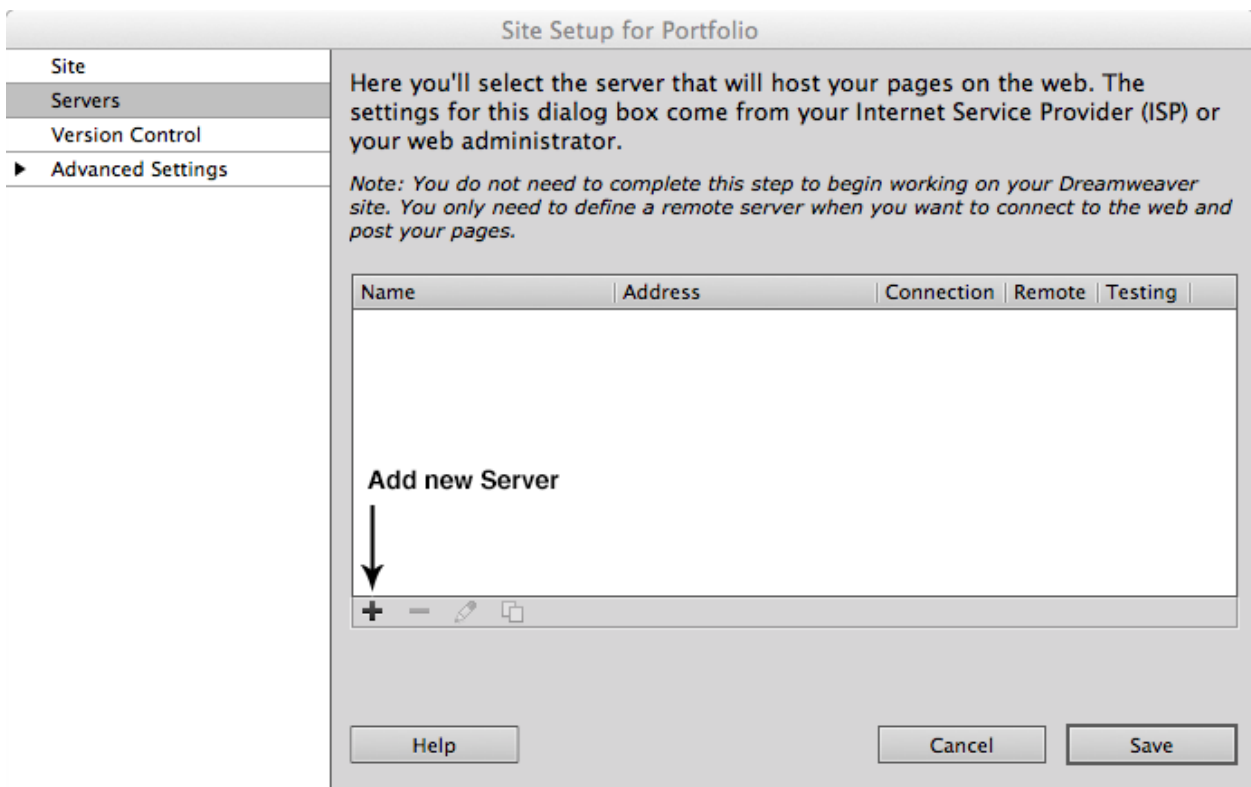 Site Setup for Portfolio
Site
Servers
Version Control
Advanced Settings
Here you'll select the server that will host your pages on the web. The
settings for this dialog box come from your Internet Service Provider (ISP) or
your web administrator.
Note: You do not need to complete this step to begin working on your Dreamweaver
site. You only need to define a remote server when you want to connect to the web and
post your pages.
Name Address Connection Remote Testing
Add new Server
Help Cancel Save